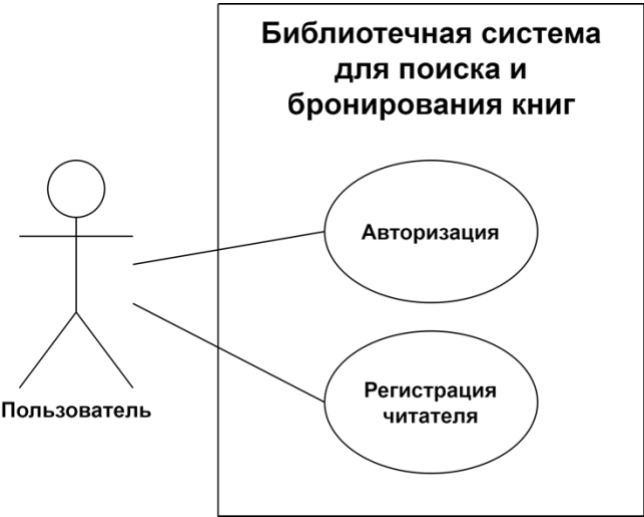 Библиотечная система
для поиска и
бронирования книг
Авторизация
Регистрация
читателя
Пользователь